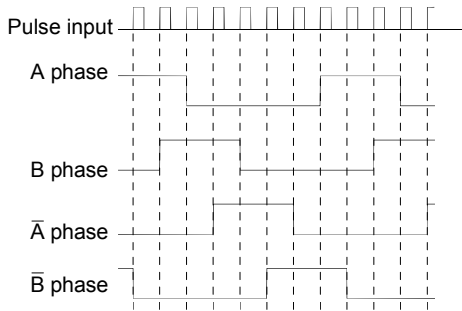 Pulse input
A phase
B phase
A̅ phase
B̅ phase